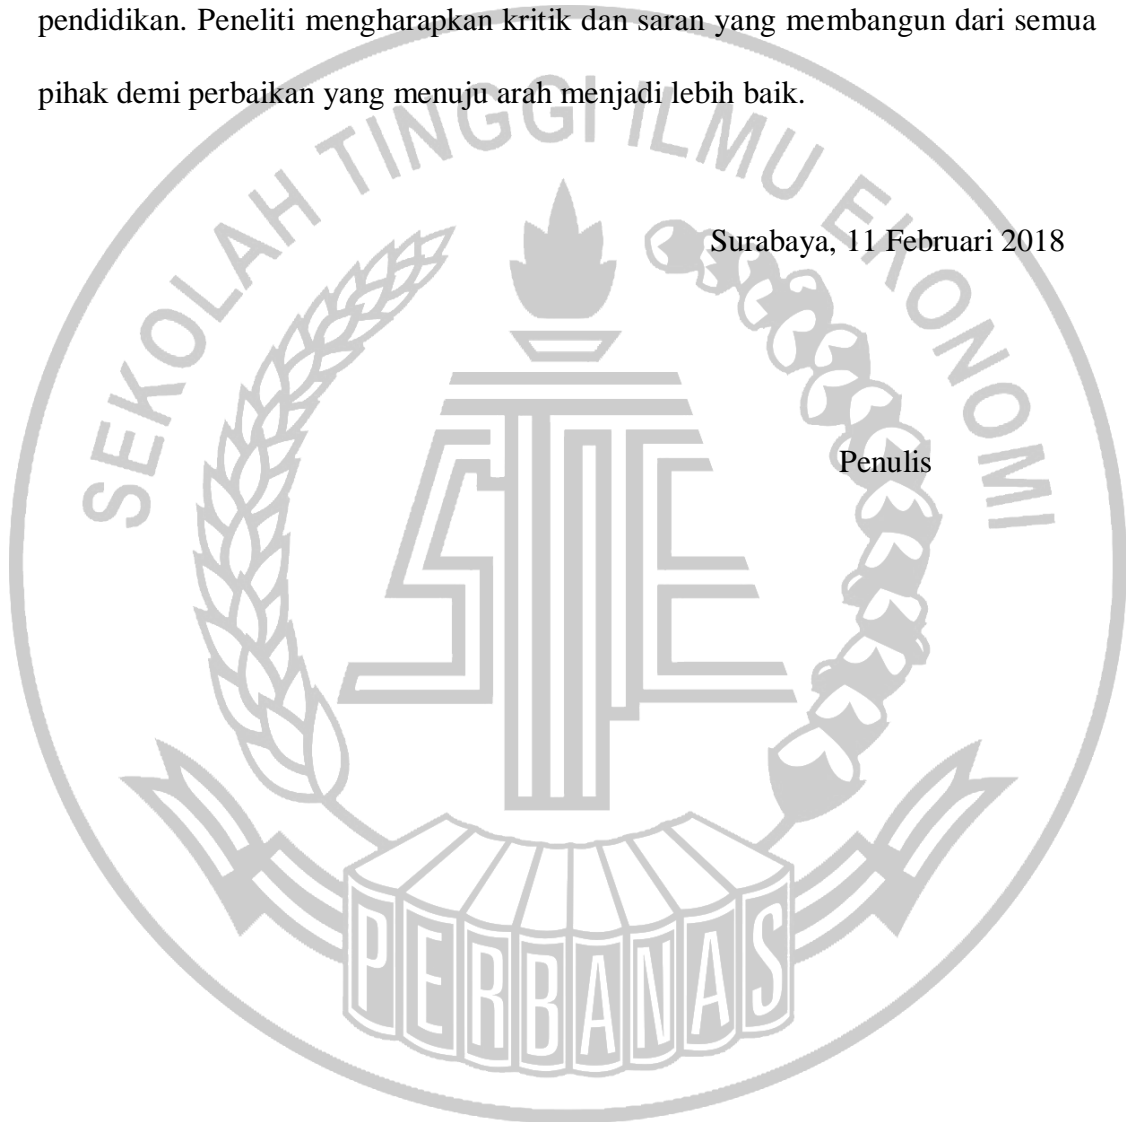 pendidikan. Peneliti mengharapkan kritik dan saran yang membangun dari semua
pihak demi perbaikan yang menuju arah menjadi lebih baik.
SEKOLAH TINGGI ILMU EKONOMI
Surabaya, 11 Februari 2018
Penulis
STIE
PERBANAS